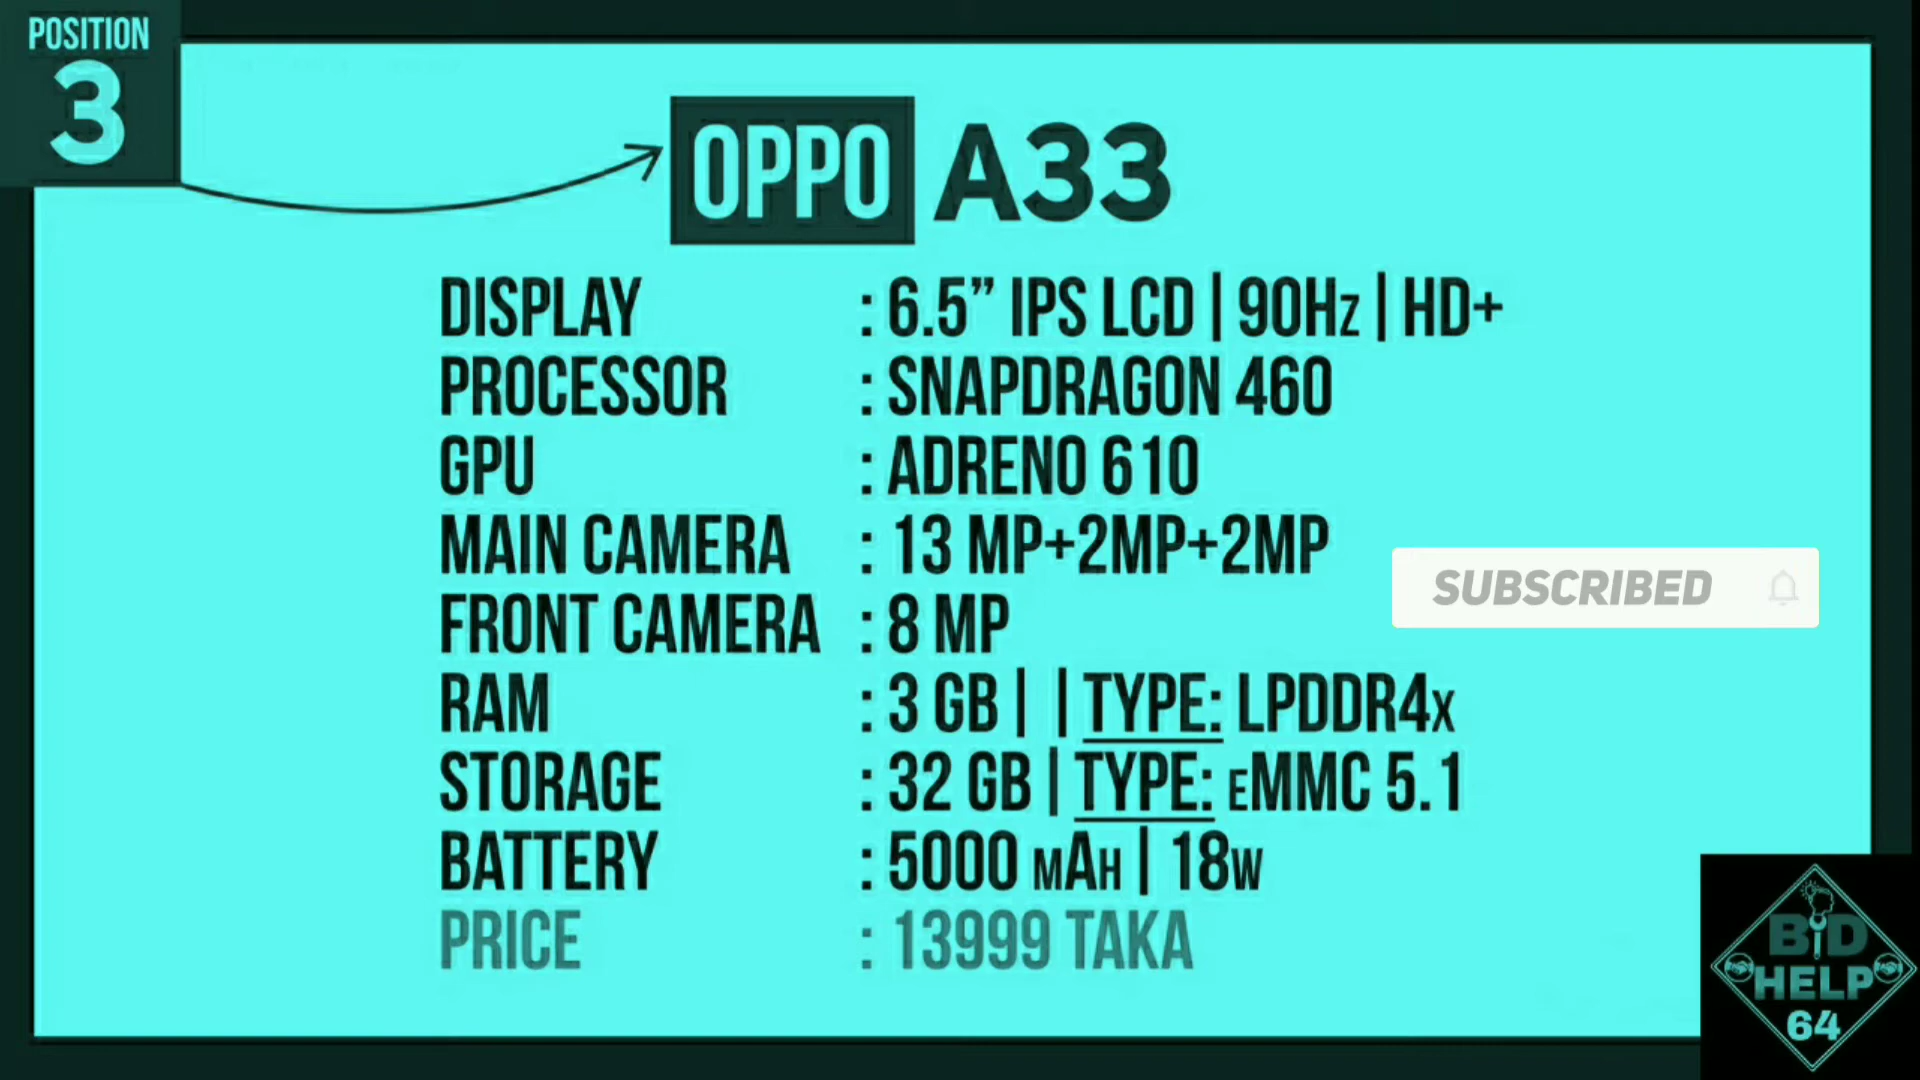 POSITION
3
OPPO A33
DISPLAY : 6.5” IPS LCD | 90Hz | HD+
PROCESSOR : SNAPDRAGON 460
GPU : ADRENO 610
MAIN CAMERA : 13 MP+2MP+2MP
FRONT CAMERA : 8 MP
RAM : 3 GB | | TYPE: LPDDR4x
STORAGE : 32 GB | TYPE: eMMC 5.1
BATTERY : 5000 mAh | 18w
PRICE : 13999 TAKA
SUBSCRIBED
BiD
HELP
64